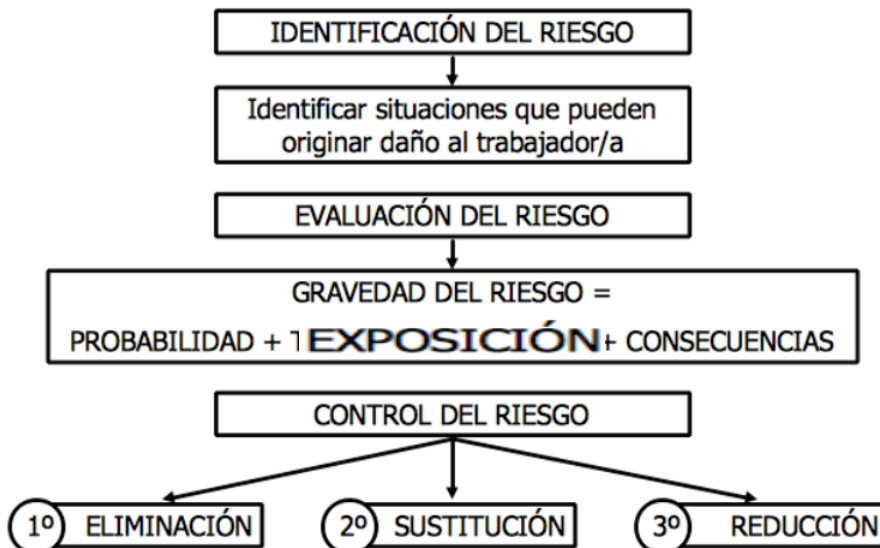 IDENTIFICACIÓN DEL RIESGO
Identificar situaciones que pueden
originar daño al trabajador/a
EVALUACIÓN DEL RIESGO
GRAVEDAD DEL RIESGO =
PROBABILIDAD + EXPOSICIÓN + CONSECUENCIAS
CONTROL DEL RIESGO
1º ELIMINACIÓN 2º SUSTITUCIÓN 3º REDUCCIÓN